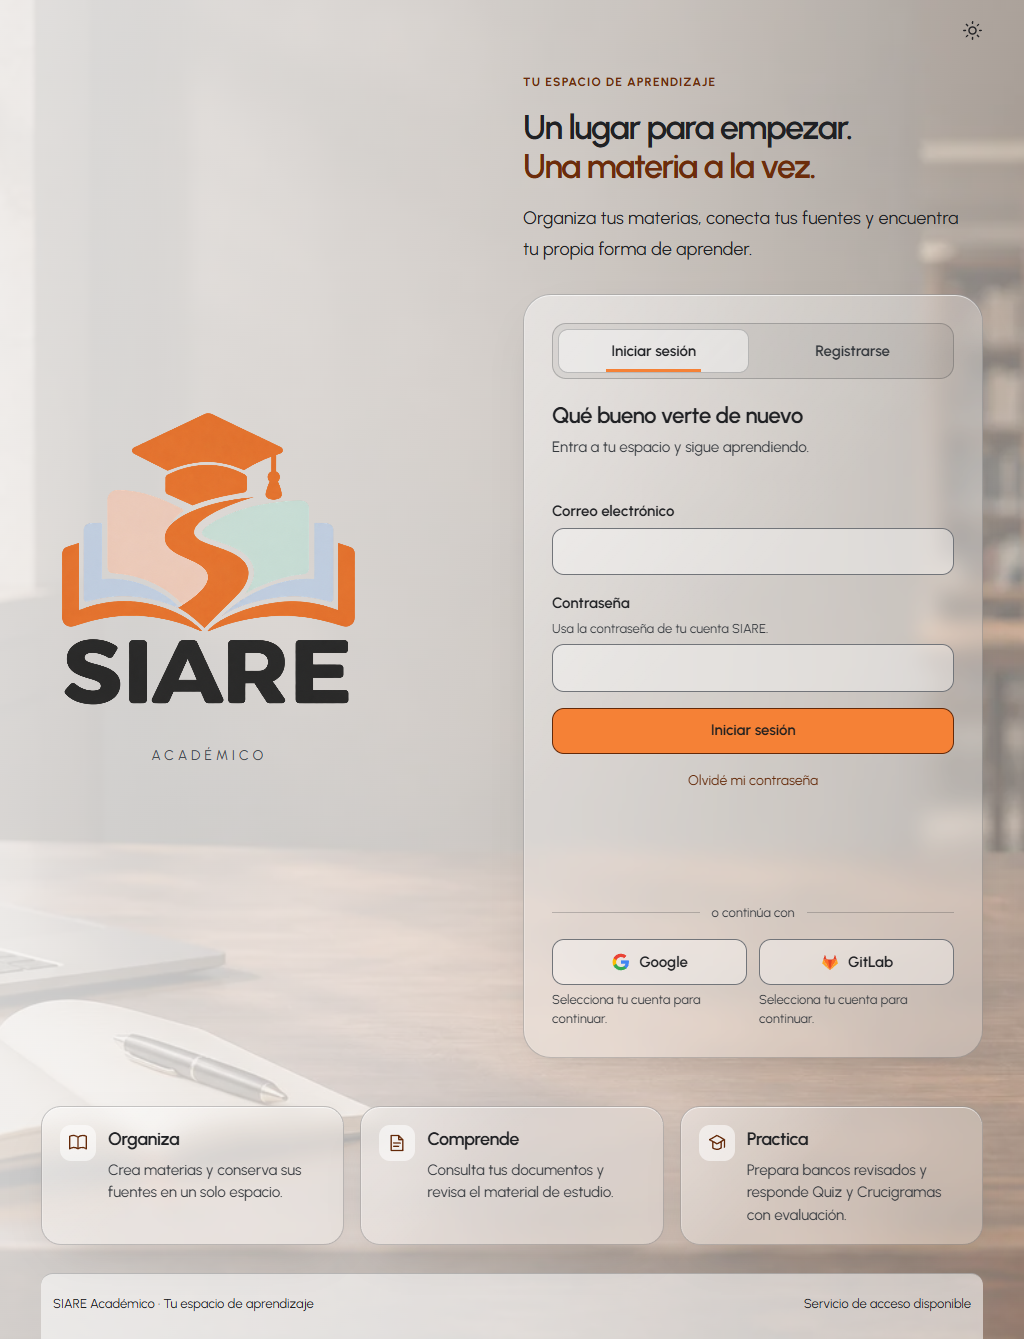 TU ESPACIO DE APRENDIZAJE
Un lugar para empezar.
Una materia a la vez.
Organiza tus materias, conecta tus fuentes y encuentra
tu propia forma de aprender.
Iniciar sesión
Registrarse
Qué bueno verte de nuevo
Entra a tu espacio y sigue aprendiendo.
Correo electrónico
Contraseña
Usa la contraseña de tu cuenta SIARE.
Iniciar sesión
Olvidé mi contraseña
o continúa con
Google
GitLab
Selecciona tu cuenta para
continuar.
Selecciona tu cuenta para
continuar.
SIARE
ACADÉMICO
Organiza
Crea materias y conserva sus
fuentes en un solo espacio.
Comprende
Consulta tus documentos y
revisa el material de estudio.
Practica
Prepara bancos revisados y
responde Quiz y Crucigramas
con evaluación.
SIARE Académico · Tu espacio de aprendizaje
Servicio de acceso disponible